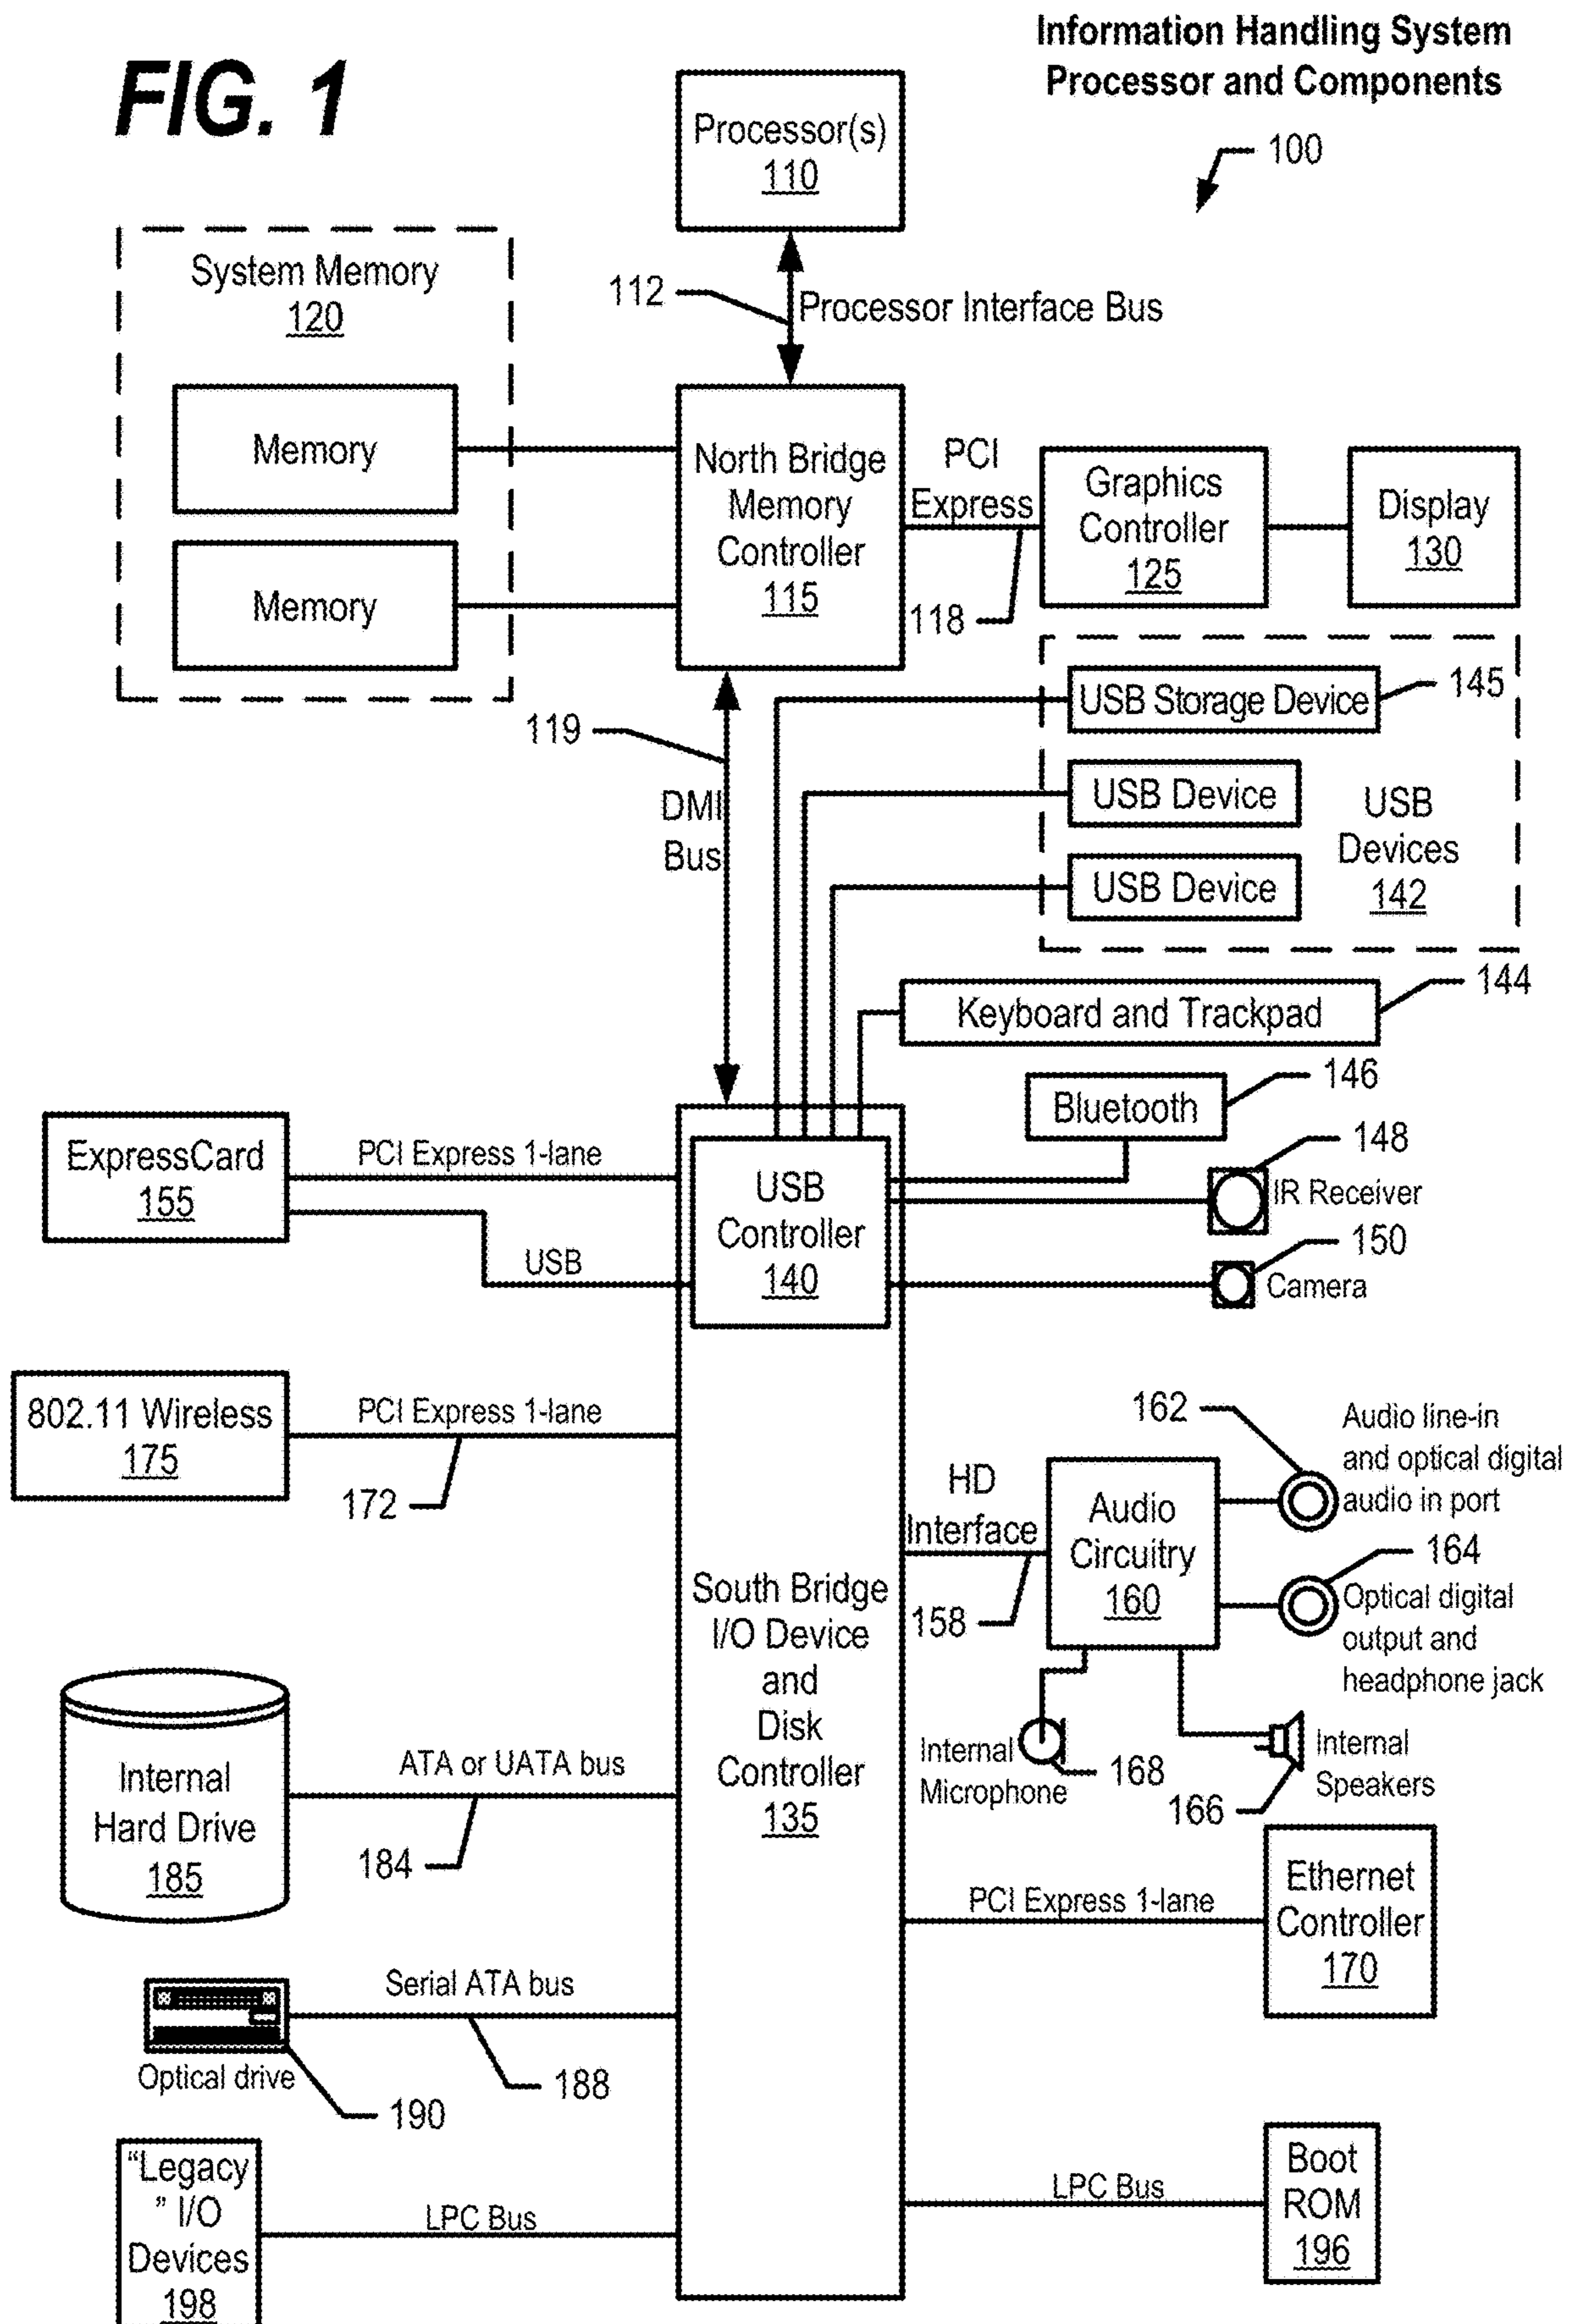 Information Handling System
Processor and Components
FIG. 1
100
Processor(s)
110
System Memory
120
112
Processor Interface Bus
Memory
Memory
North Bridge
Memory
Controller
115
PCI
Express
118
Graphics
Controller
125
Display
130
119
DMI
Bus
USB Storage Device
145
USB Device
USB Device
USB
Devices
142
Keyboard and Trackpad
144
Bluetooth
146
148
IR Receiver
150
Camera
ExpressCard
155
PCI Express 1-lane
USB
USB
Controller
140
802.11 Wireless
175
PCI Express 1-lane
172
162
Audio line-in
and optical digital
audio in port
HD
Interface
158
Audio
Circuitry
160
164
Optical digital
output and
headphone jack
South Bridge
I/O Device
and
Disk
Controller
135
Internal
Microphone
168
Internal
Speakers
166
Internal
Hard Drive
185
ATA or UATA bus
184
PCI Express 1-lane
Ethernet
Controller
170
Serial ATA bus
188
Optical drive
190
“Legacy
” I/O
Devices
198
LPC Bus
LPC Bus
Boot
ROM
196